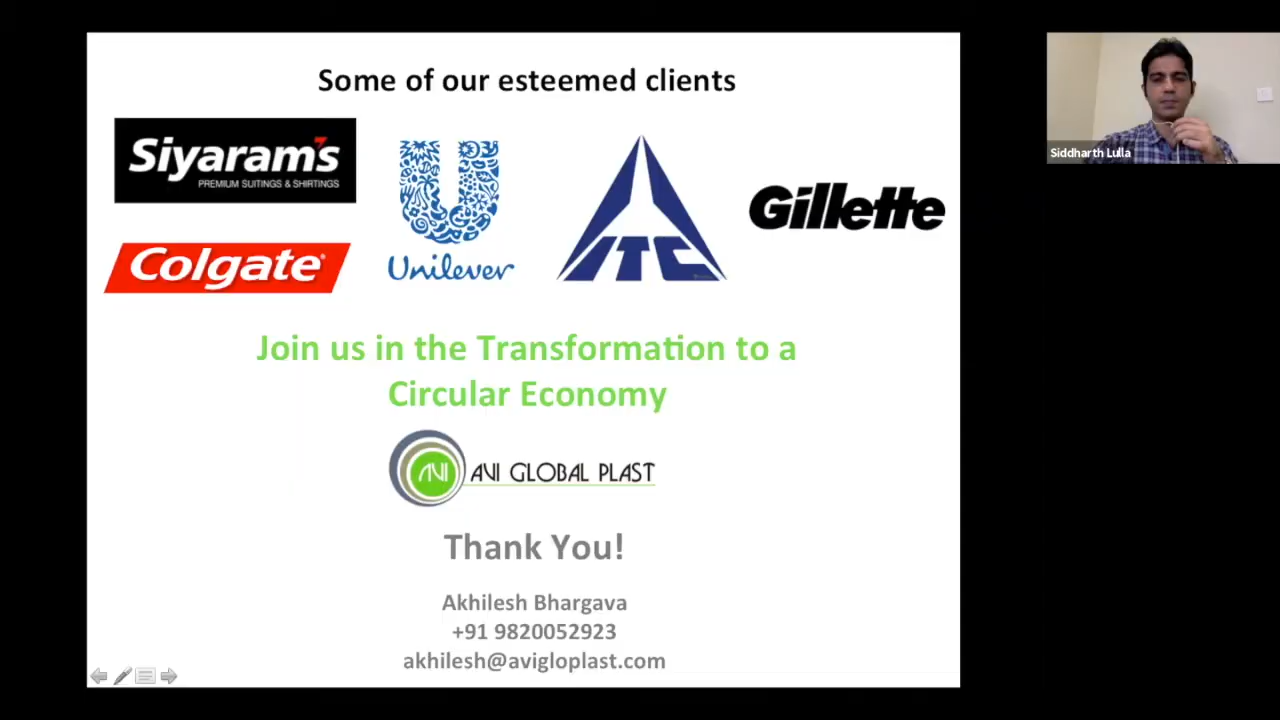 Some of our esteemed clients
Siyaram's
PREMIUM SUITINGS & SHIRTINGS
Colgate®
Unilever
ITC
Gillette
Join us in the Transformation to a
Circular Economy
AVI
AVI GLOBAL PLAST
Thank You!
Akhilesh Bhargava
+91 9820052923
akhilesh@avigloplast.com
Siddharth Lulla